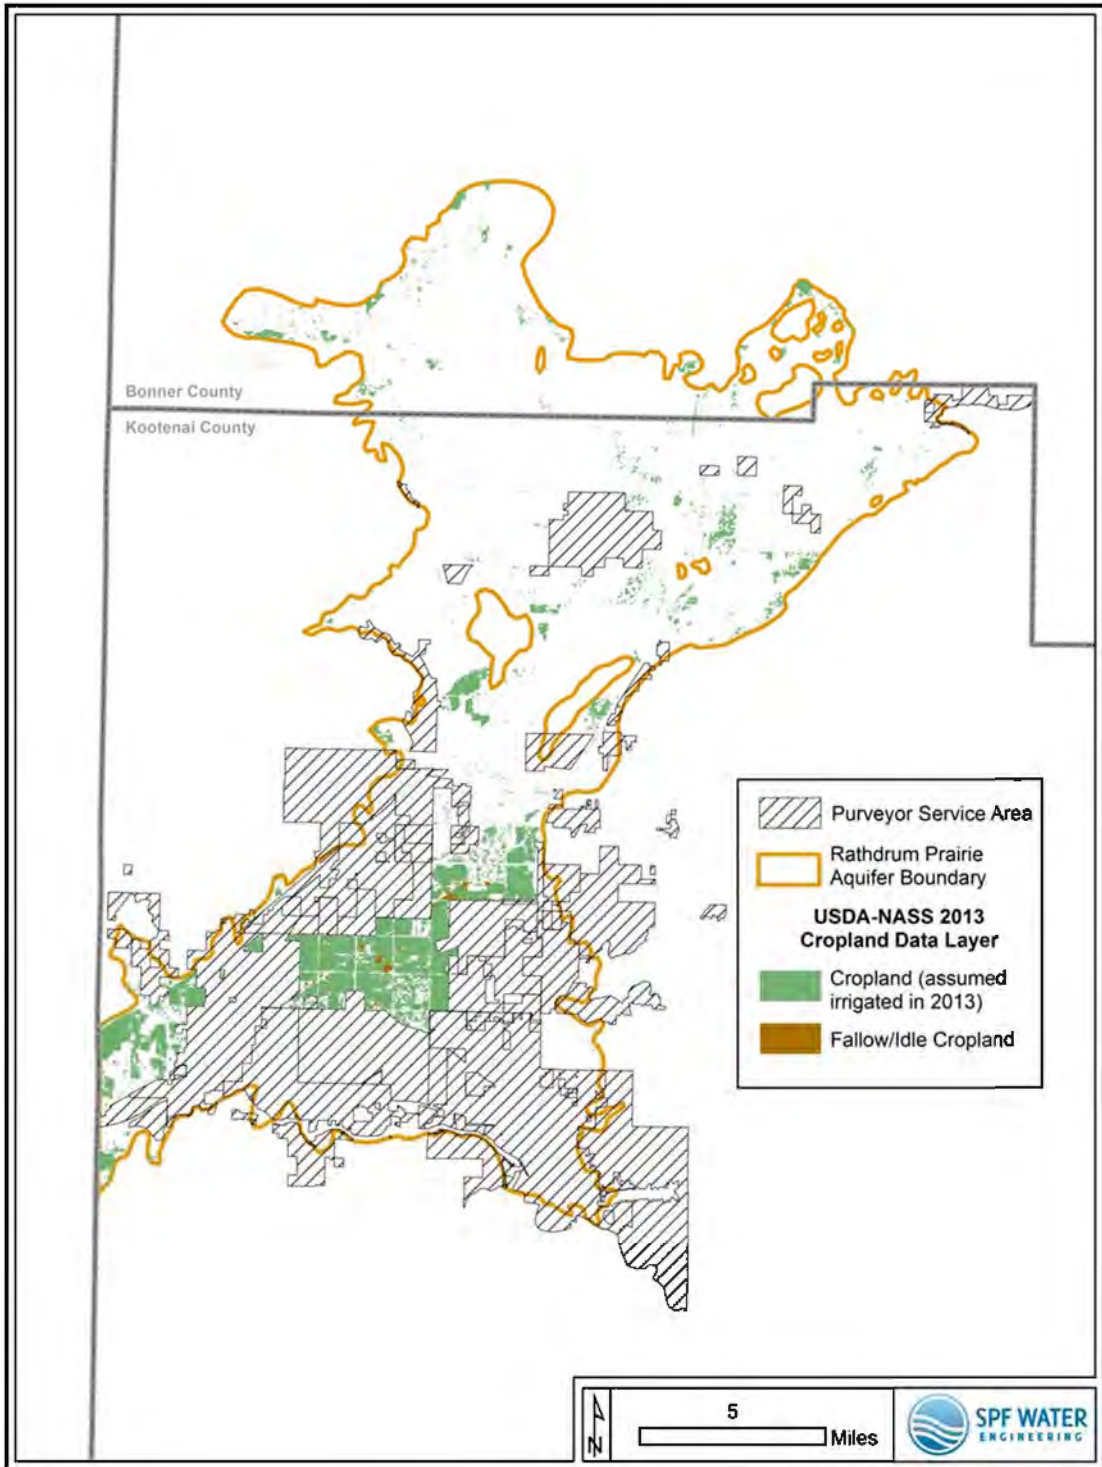 Bonner County
Kootenai County
Purveyor Service Area
Rathdrum Prairie
Aquifer Boundary
USDA-NASS 2013
Cropland Data Layer
Cropland (assumed
irrigated in 2013)
Fallow/Idle Cropland
N
5
Miles
SPF WATER
ENGINEERING